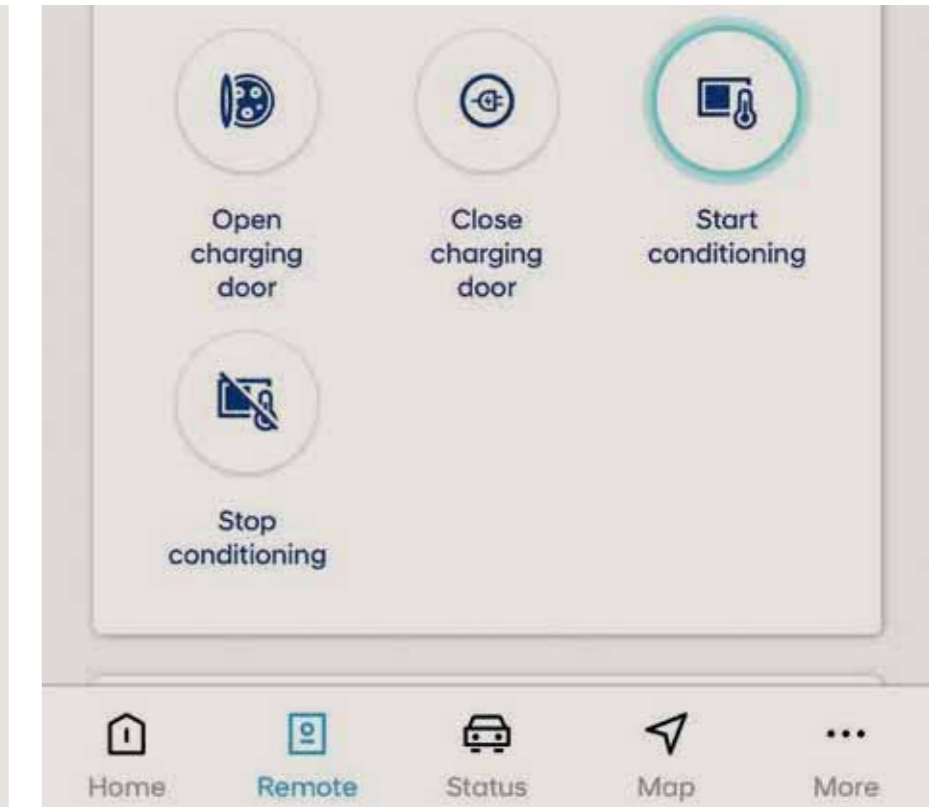 Open
charging
door
Close
charging
door
Start
conditioning
Stop
conditioning
Home
Remote
Status
Map
More